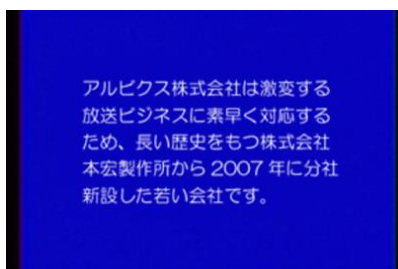 アルビクス株式会社は激変する
放送ビジネスに素早く対応する
ため、長い歴史をもつ株式会社
本宏製作所から 2007 年に分社
新設した若い会社です。